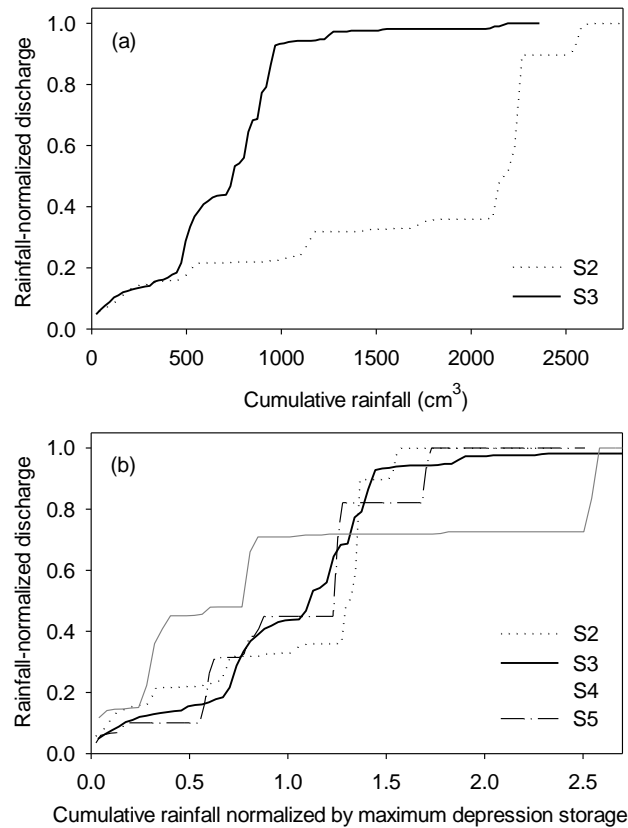 1.0
(a)
0.8
0.6
0.4
0.2
0.0
Rainfall-normalized discharge
S2
S3
0 500 1000 1500 2000 2500
Cumulative rainfall (cm³)
1.0
(b)
0.8
0.6
0.4
0.2
0.0
Rainfall-normalized discharge
S2
S3
S4
S5
0.0 0.5 1.0 1.5 2.0 2.5
Cumulative rainfall normalized by maximum depression storage